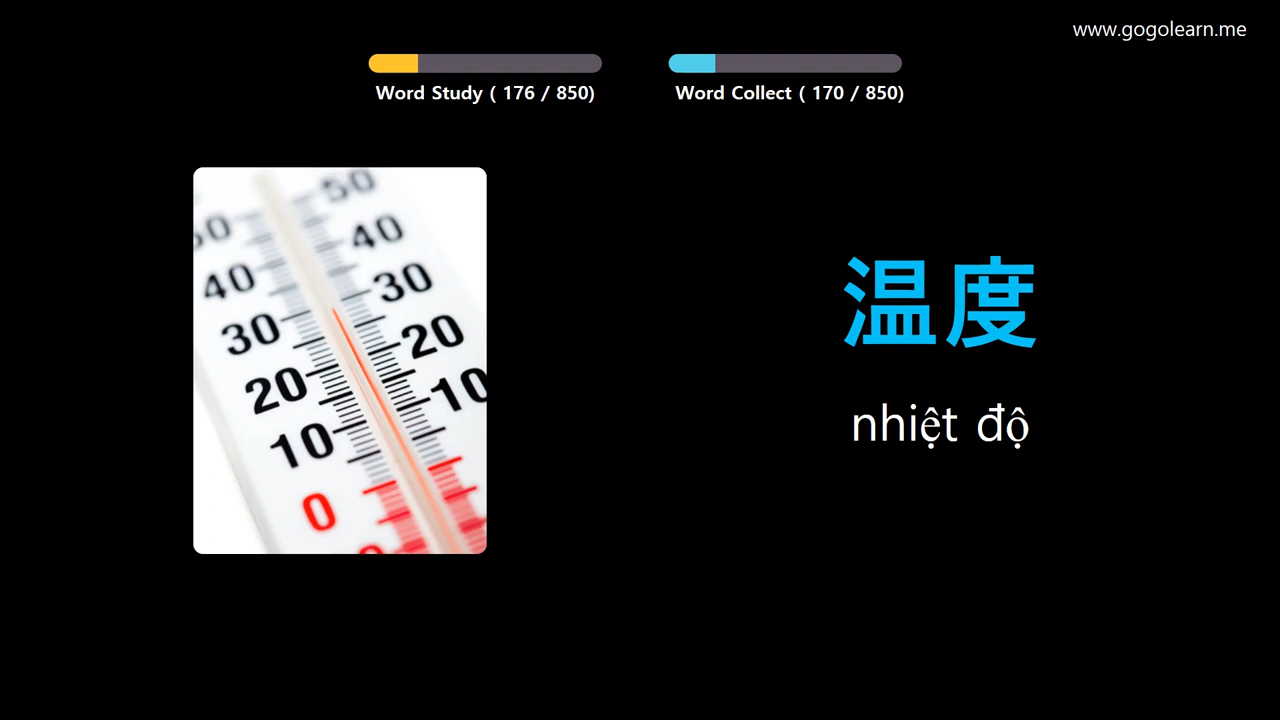 www.gogolearn.me
Word Study ( 176 / 850)
Word Collect ( 170 / 850)
50
40
30
20
10
40
30
20
10
0
温度
nhiệt độ